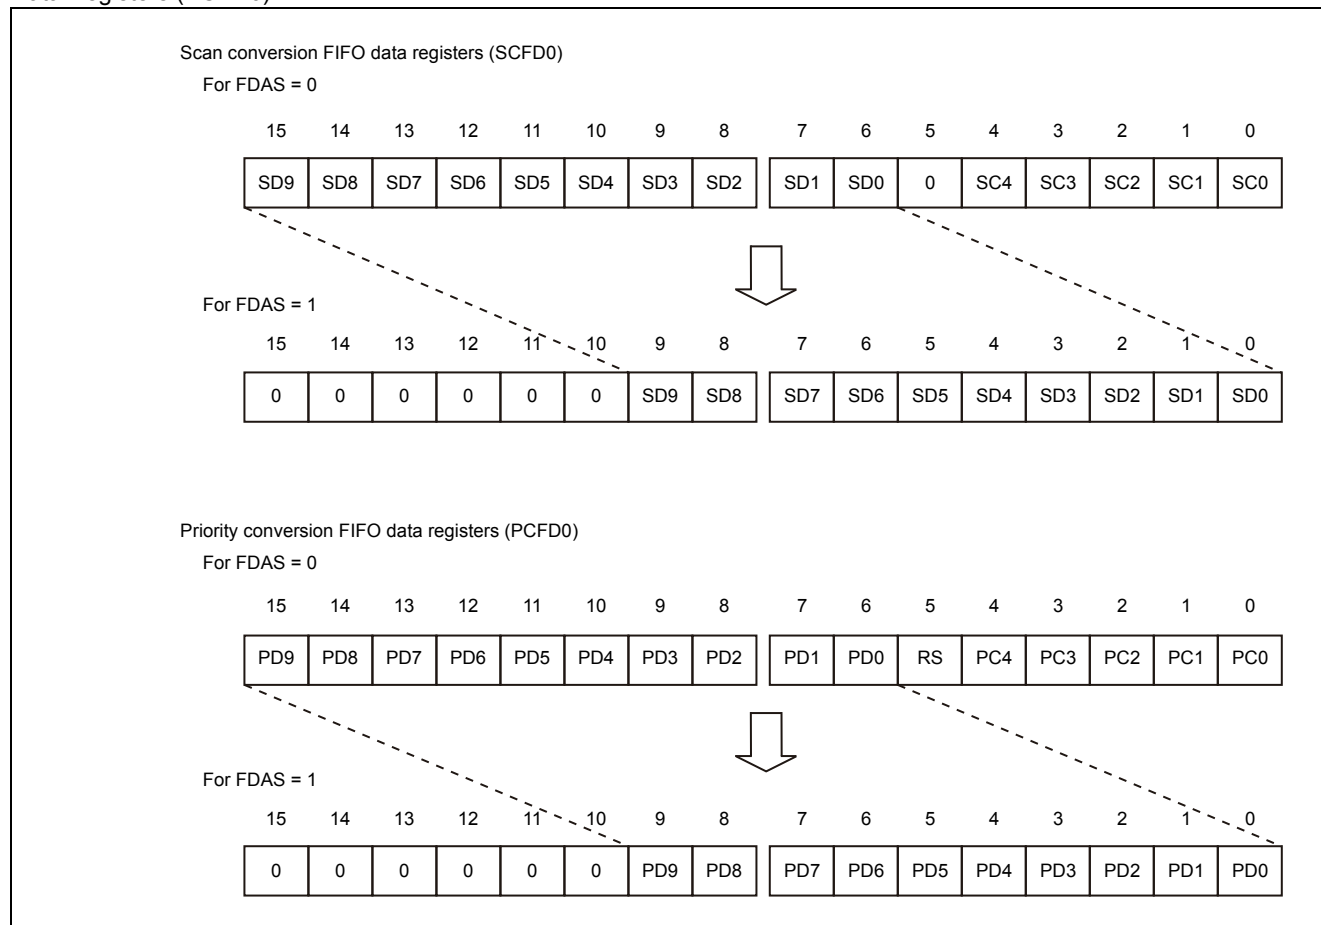 Scan conversion FIFO data registers (SCFD0)
For FDAS = 0
15 14 13 12 11 10 9 8 7 6 5 4 3 2 1 0
SD9 SD8 SD7 SD6 SD5 SD4 SD3 SD2 SD1 SD0 0 SC4 SC3 SC2 SC1 SC0
For FDAS = 1
15 14 13 12 11 10 9 8 7 6 5 4 3 2 1 0
0 0 0 0 0 0 SD9 SD8 SD7 SD6 SD5 SD4 SD3 SD2 SD1 SD0
Priority conversion FIFO data registers (PCFD0)
For FDAS = 0
15 14 13 12 11 10 9 8 7 6 5 4 3 2 1 0
PD9 PD8 PD7 PD6 PD5 PD4 PD3 PD2 PD1 PD0 RS PC4 PC3 PC2 PC1 PC0
For FDAS = 1
15 14 13 12 11 10 9 8 7 6 5 4 3 2 1 0
0 0 0 0 0 0 PD9 PD8 PD7 PD6 PD5 PD4 PD3 PD2 PD1 PD0